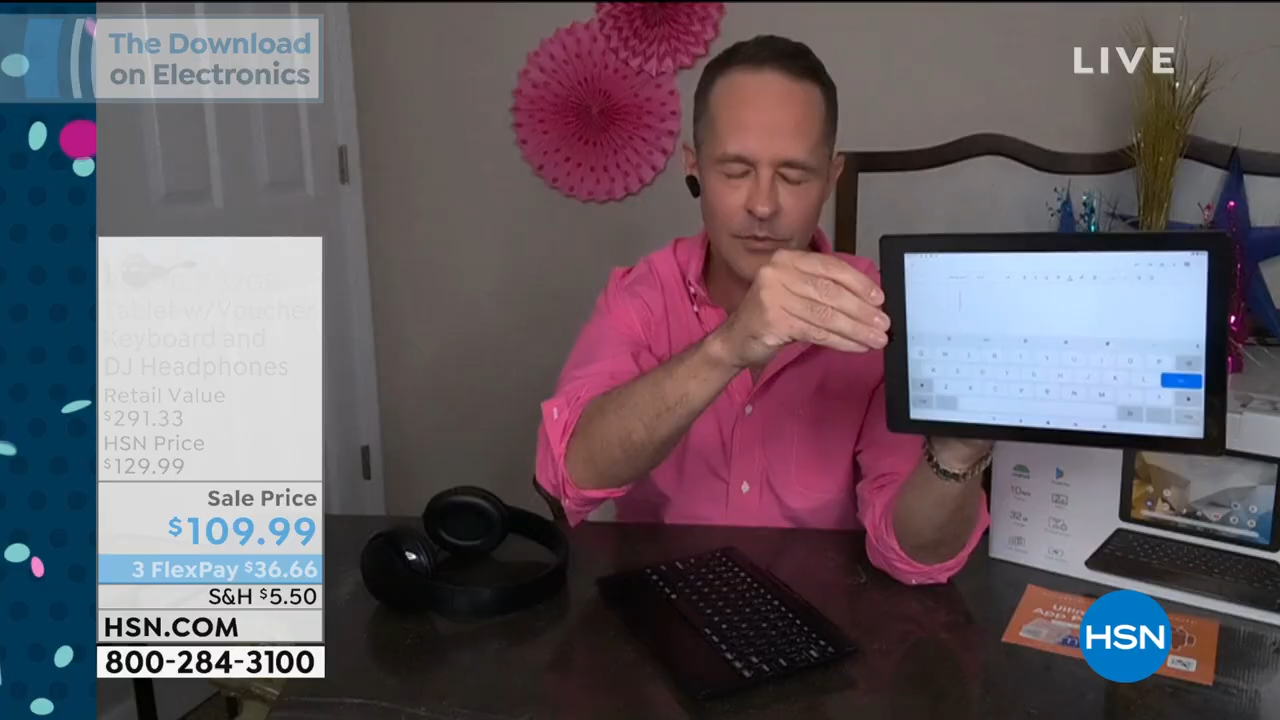 The Download
on Electronics
LIVE
Tablet w/Voucher
Keyboard and
DJ Headphones
Retail Value
$291.33
HSN Price
$129.99
Sale Price
$109.99
3 FlexPay $36.66
S&H $5.50
HSN.COM
800-284-3100
HSN